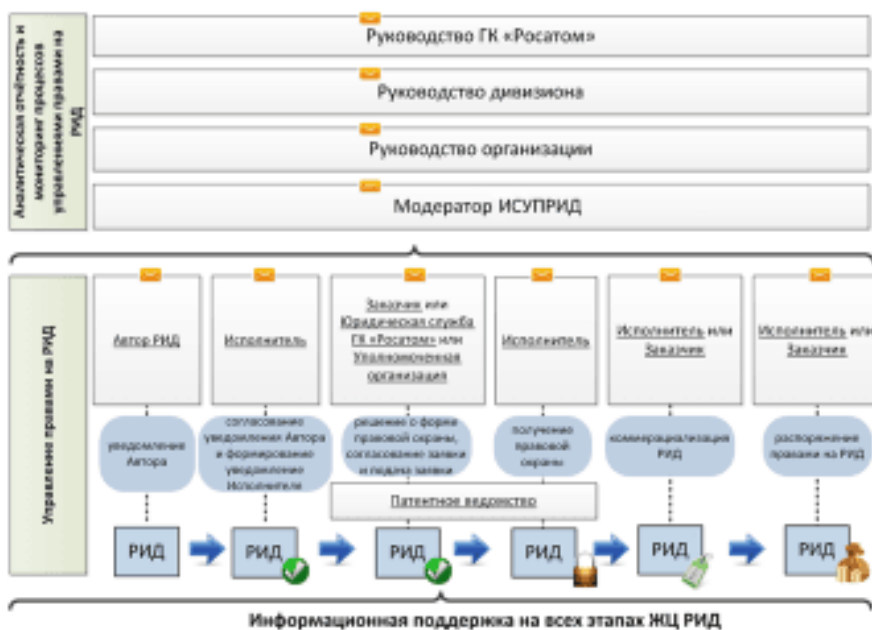 Аналитическая отчётность и
мониторинг процессов
управлениями правами на
РИД
Руководство ГК «Росатом»
Руководство дивизиона
Руководство организации
Модератор ИСУПРИД
Управление правами на РИД
Автор РИД
Исполнитель
Заказчик или
Юридическая служба
ГК «Росатом» или
Уполномоченная
организация
Исполнитель
Исполнитель или
Заказчик
Исполнитель или
Заказчик
уведомления
Автора
согласование
уведомления Автора
и формирование
уведомление
Исполнителя
решение о форме
правовой охраны,
согласование заявки
и подача заявки
получение
правовой
охраны
коммерциализация
РИД
распоряжение
правами на РИД
Патентное ведомство
РИД
РИД
РИД
РИД
РИД
РИД
Информационная поддержка на всех этапах ЖЦ РИД